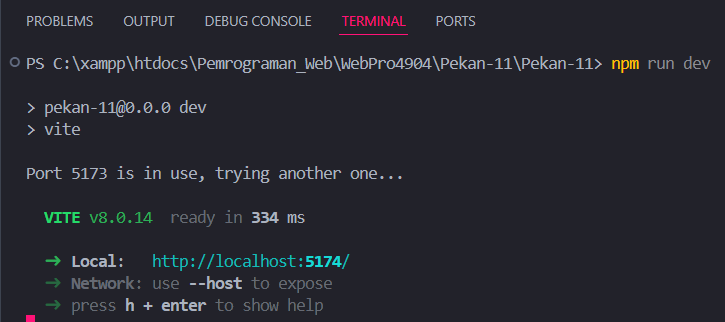 PROBLEMS OUTPUT DEBUG CONSOLE TERMINAL PORTS
PS C:\xampp\htdocs\Pemrograman_Web\WebPro4904\Pekan-11\Pekan-11> npm run dev
> pekan-11@0.0.0 dev
> vite
Port 5173 is in use, trying another one...
VITE v8.0.14 ready in 334 ms
➜ Local: http://localhost:5174/
➜ Network: use --host to expose
➜ press h + enter to show help